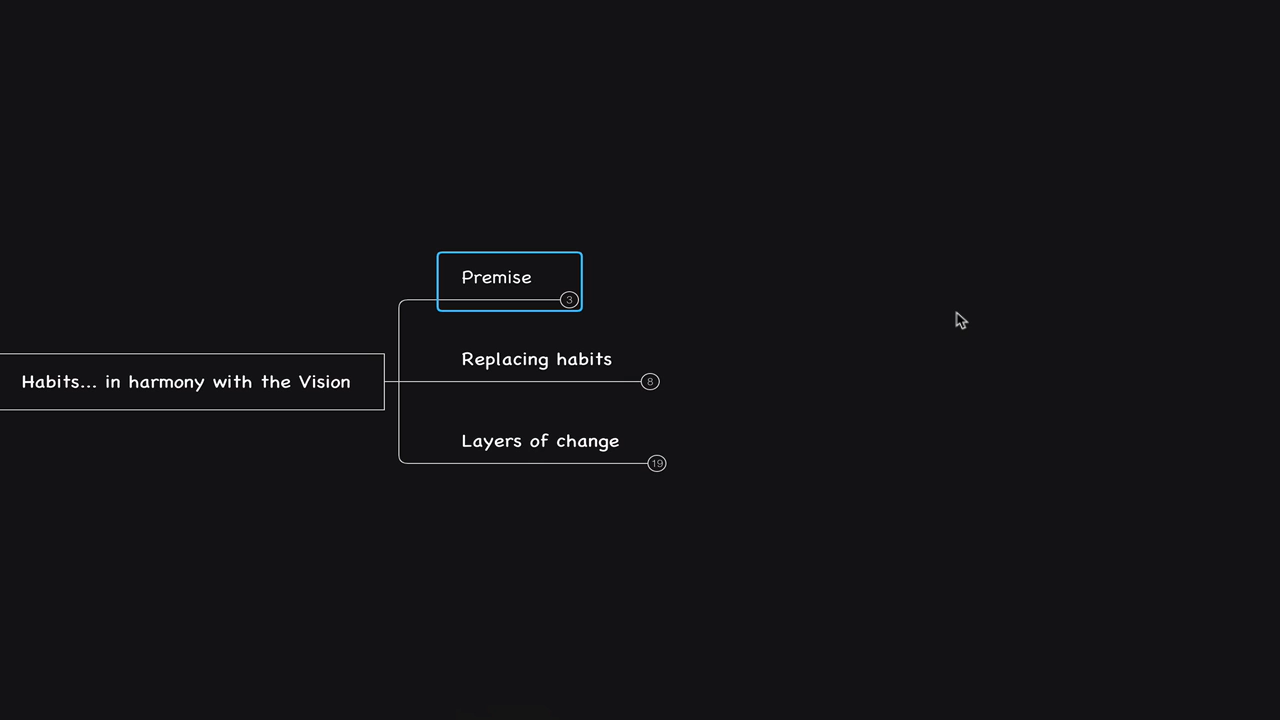 Premise
3
Replacing habits
8
Habits... in harmony with the Vision
Layers of change
19